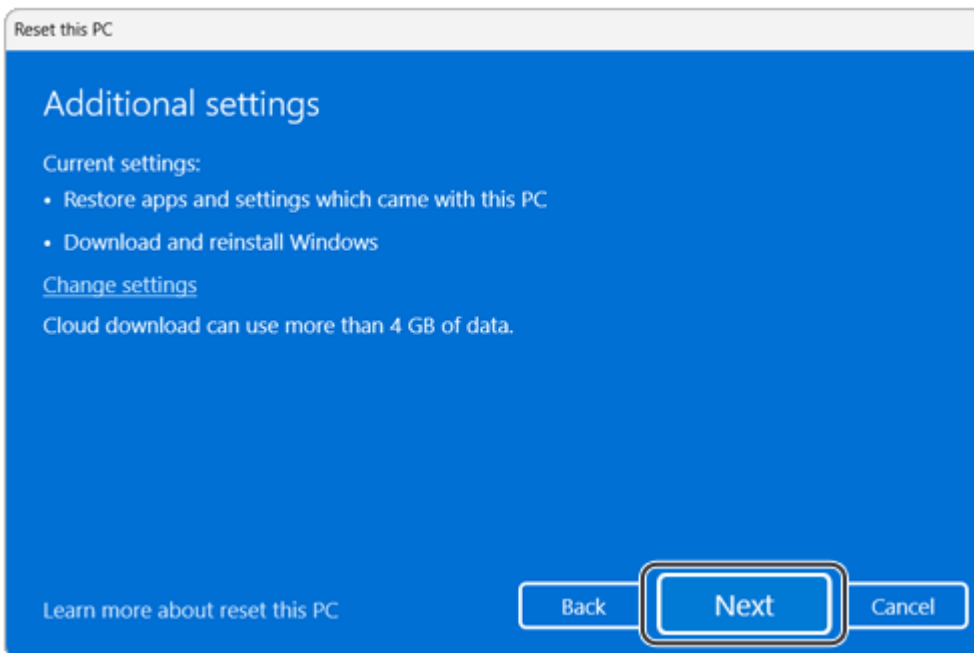 Reset this PC
Additional settings
Current settings:
• Restore apps and settings which came with this PC
• Download and reinstall Windows
Change settings
Cloud download can use more than 4 GB of data.
Learn more about reset this PC
Back
Next
Cancel